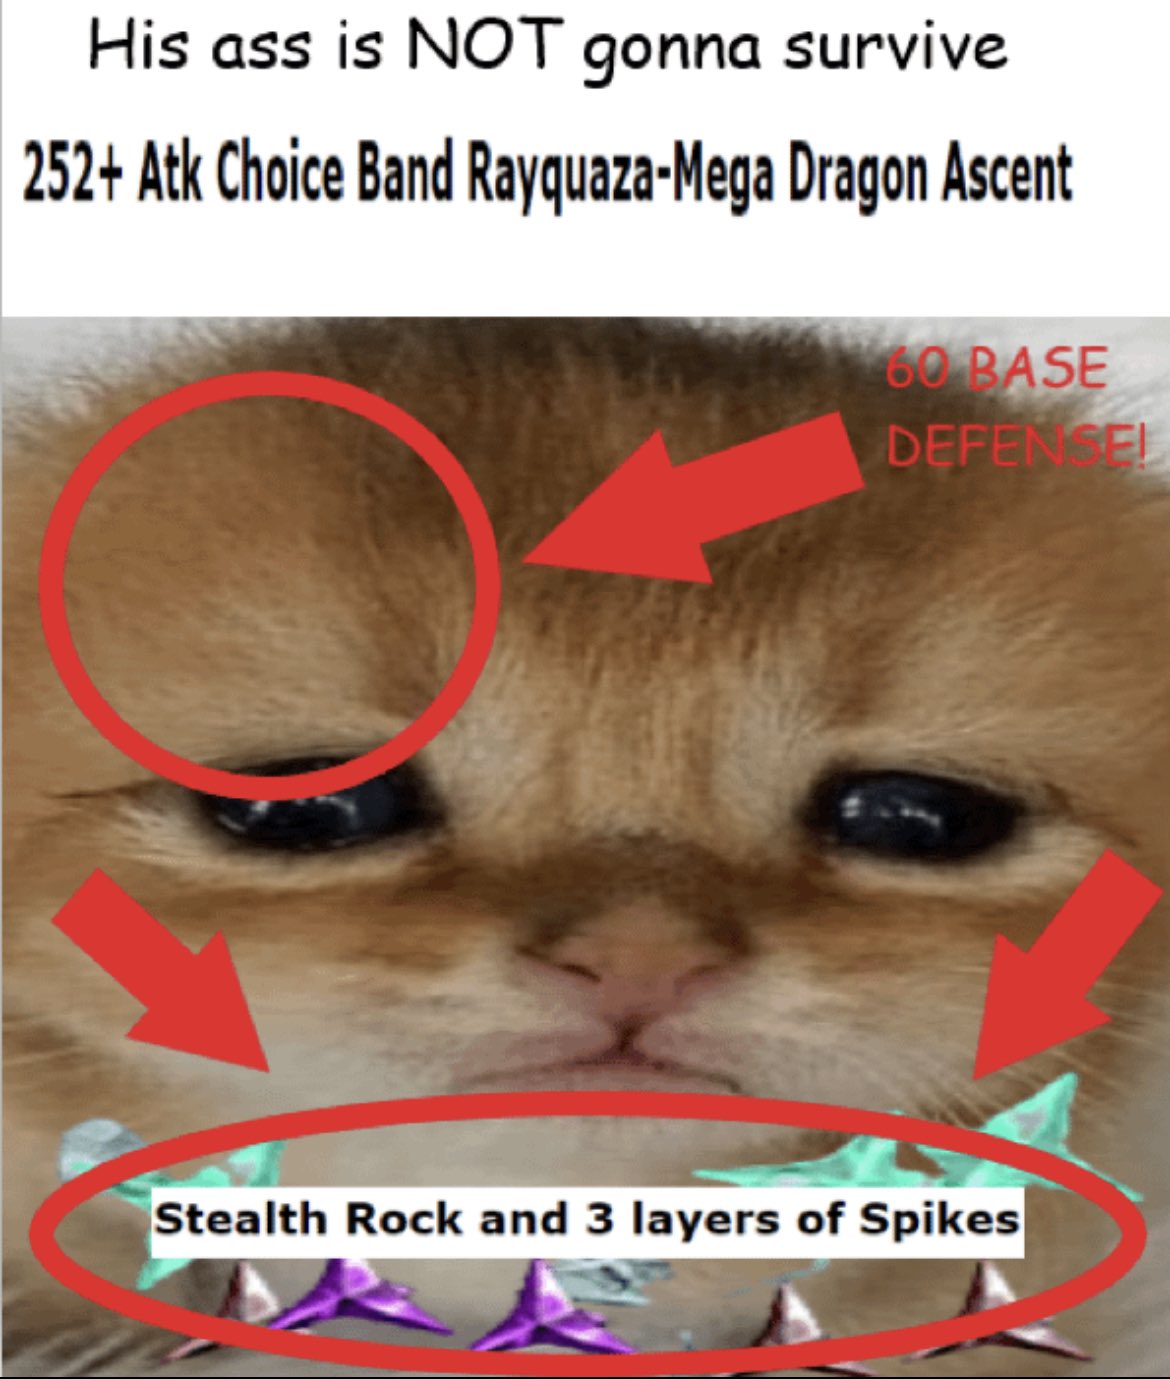 His ass is NOT gonna survive
252+ Atk Choice Band Rayquaza-Mega Dragon Ascent
60 BASE
DEFENSE!
Stealth Rock and 3 layers of Spikes